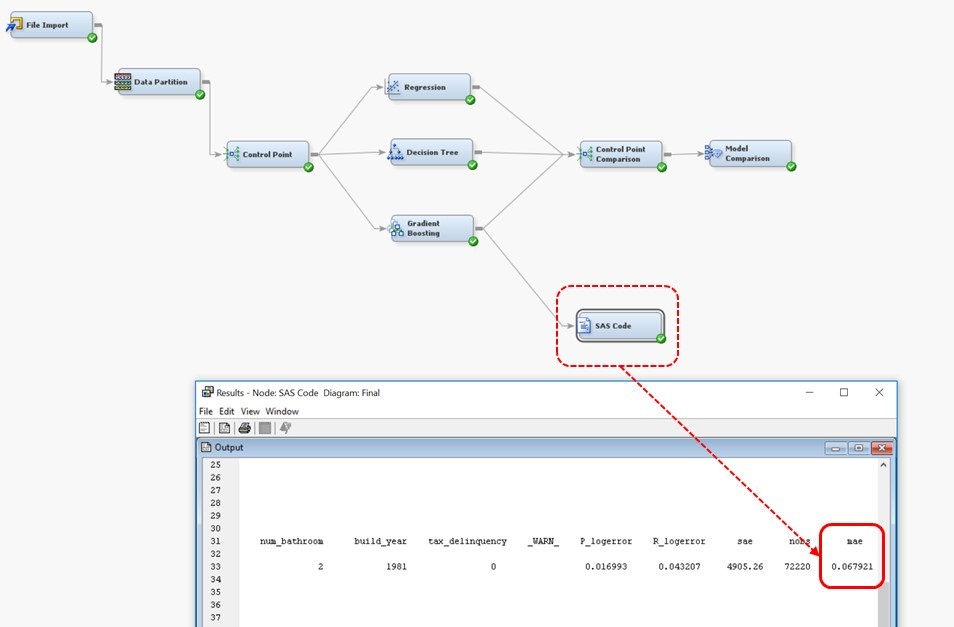 File Import
Data Partition
Control Point
Regression
Decision Tree
Gradient
Boosting
Control Point
Comparison
Model
Comparison
SAS Code
Results - Node: SAS Code Diagram: Final
File Edit View Window
Output
25
26
27
28
29
30
31 num_bathroom build_year tax_delinquency _WARN_ P_logerror R_logerror sae nobs mae
32
33 2 1981 0 0.016993 0.043207 4905.26 72220 0.067921
34
35
36
37